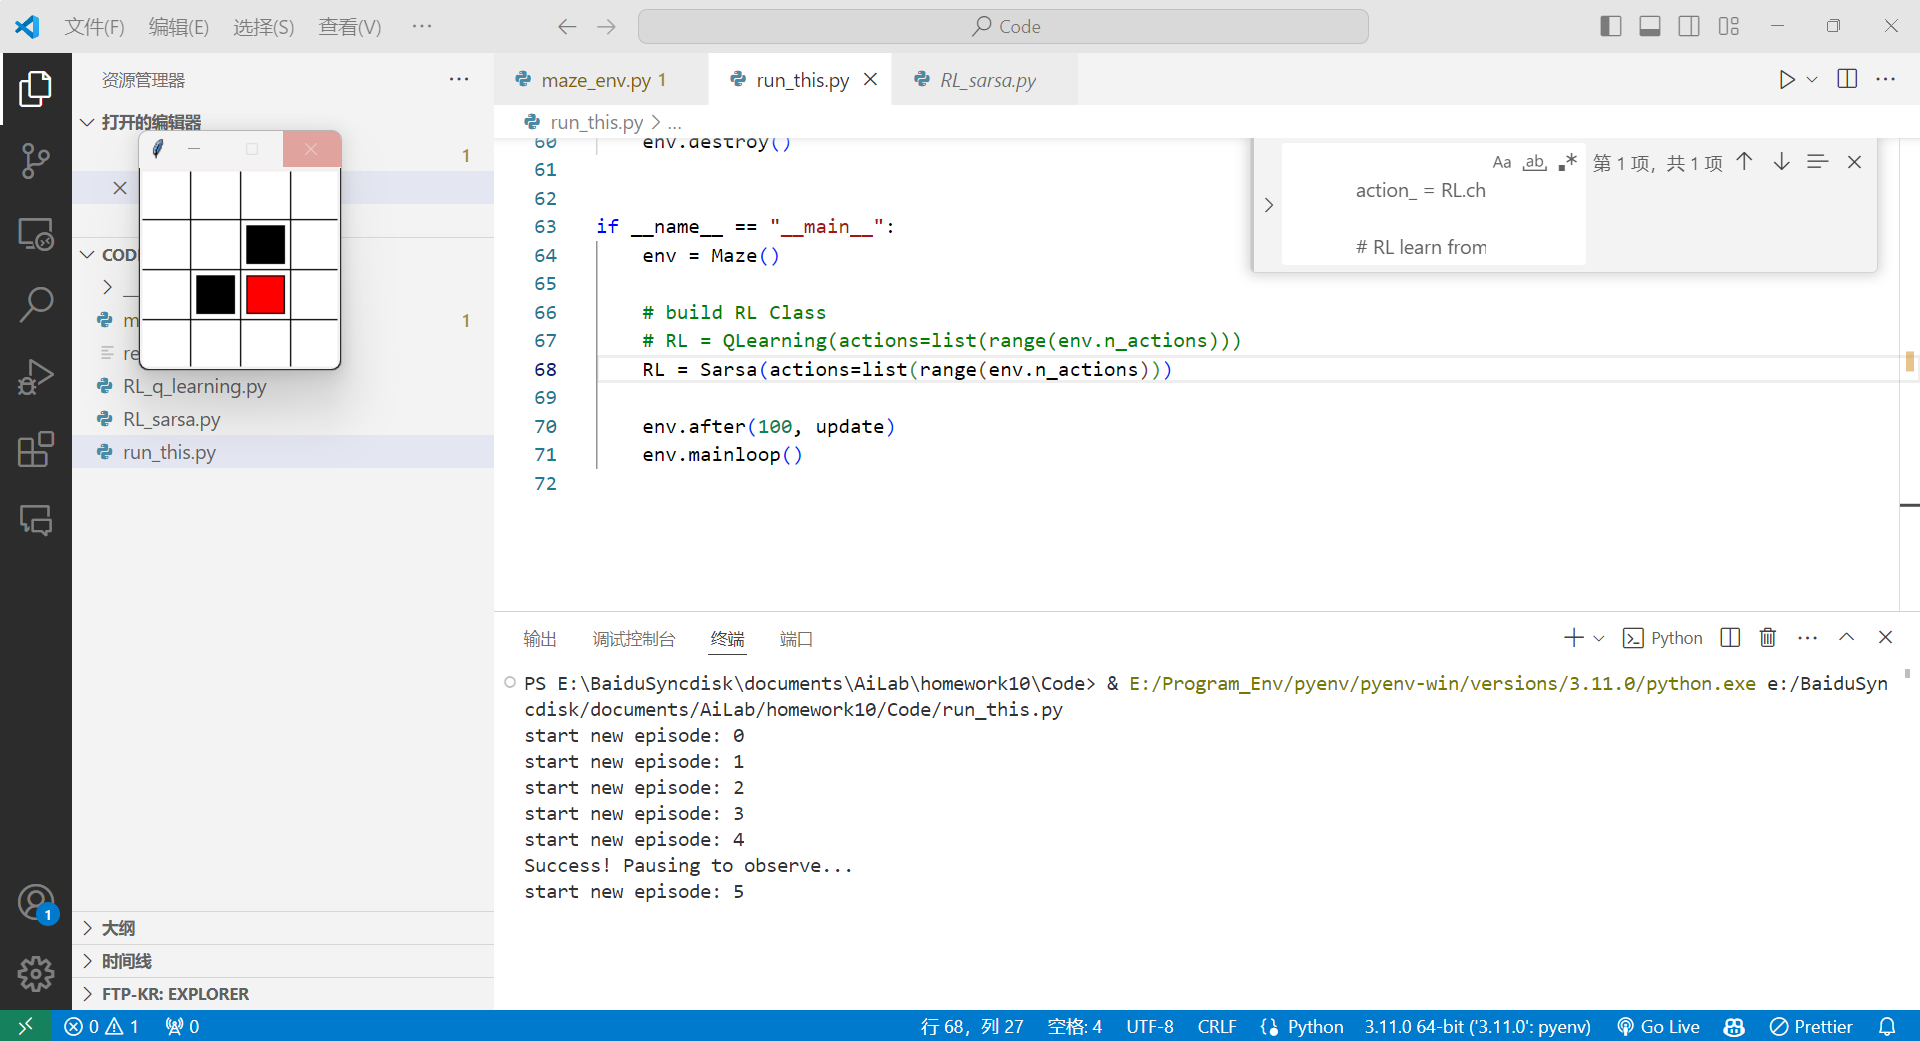 文件(F) 编辑(E) 选择(S) 查看(V) ··· Code
资源管理器 ···
打开的编辑器
1
COD
m 1
re
RL_q_learning.py
RL_sarsa.py
run_this.py
大纲
时间线
FTP-KR: EXPLORER
1
maze_env.py 1 run_this.py RL_sarsa.py
run_this.py > ...
60 env.destroy()
61
62
63 if __name__ == "__main__":
64 env = Maze()
65
66 # build RL Class
67 # RL = QLearning(actions=list(range(env.n_actions)))
68 RL = Sarsa(actions=list(range(env.n_actions)))
69
70 env.after(100, update)
71 env.mainloop()
72
Aa ab .* 第 1 项，共 1 项
action_ = RL.ch
# RL learn from
输出 调试控制台 终端 端口 Python
PS E:\BaiduSyncdisk\documents\AiLab\homework10\Code> & E:/Program_Env/pyenv/pyenv-win/versions/3.11.0/python.exe e:/BaiduSyn
cdisk/documents/AiLab/homework10/Code/run_this.py
start new episode: 0
start new episode: 1
start new episode: 2
start new episode: 3
start new episode: 4
Success! Pausing to observe...
start new episode: 5
0 1 0 行 68，列 27 空格: 4 UTF-8 CRLF Python 3.11.0 64-bit ('3.11.0': pyenv) Go Live Prettier